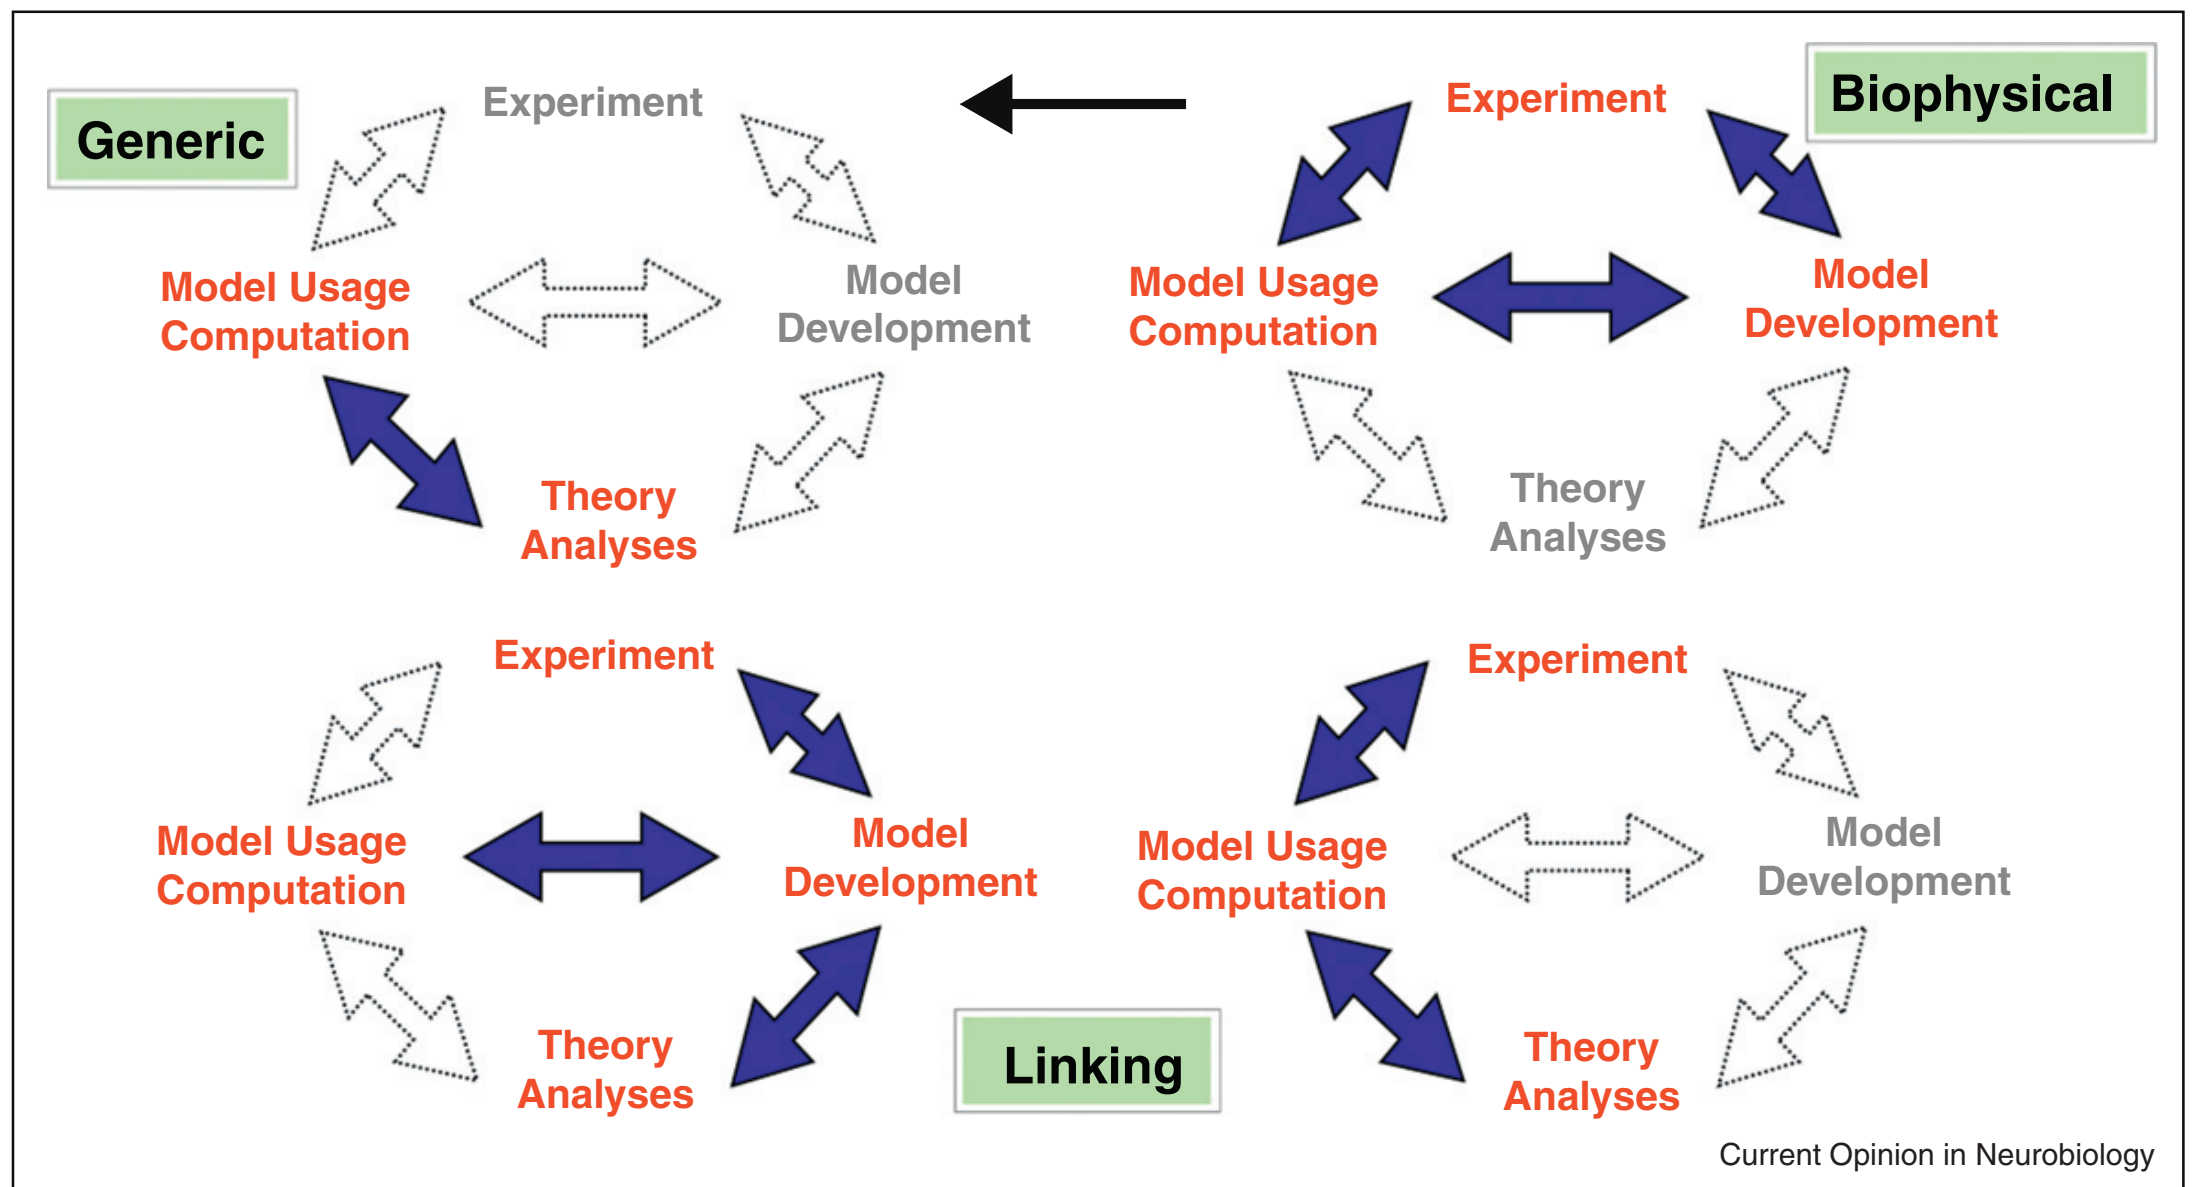 Generic
Experiment
Model Usage
Computation
Model
Development
Theory
Analyses
Biophysical
Experiment
Model Usage
Computation
Model
Development
Theory
Analyses
Experiment
Model Usage
Computation
Model
Development
Theory
Analyses
Linking
Experiment
Model Usage
Computation
Model
Development
Theory
Analyses
Current Opinion in Neurobiology